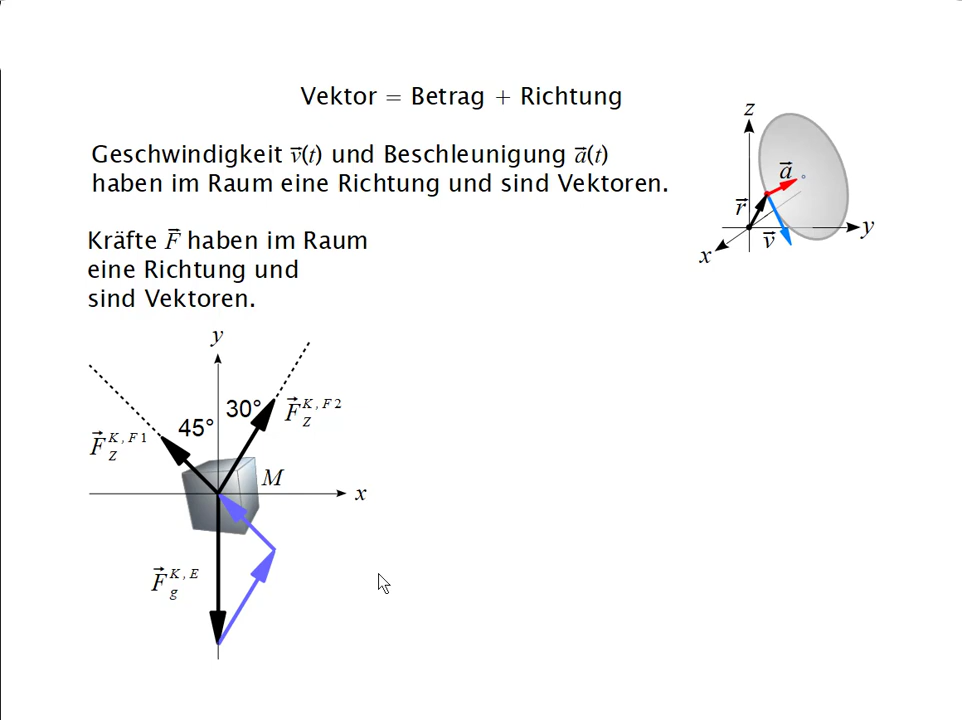 Vektor = Betrag + Richtung
Geschwindigkeit v⃗(t) und Beschleunigung a⃗(t)
haben im Raum eine Richtung und sind Vektoren.
z
a⃗
r⃗
v⃗
y
x
Kräfte F⃗ haben im Raum
eine Richtung und
sind Vektoren.
y
30°
F⃗_Z^{K,F2}
45°
F⃗_Z^{K,F1}
M
x
F⃗_g^{K,E}